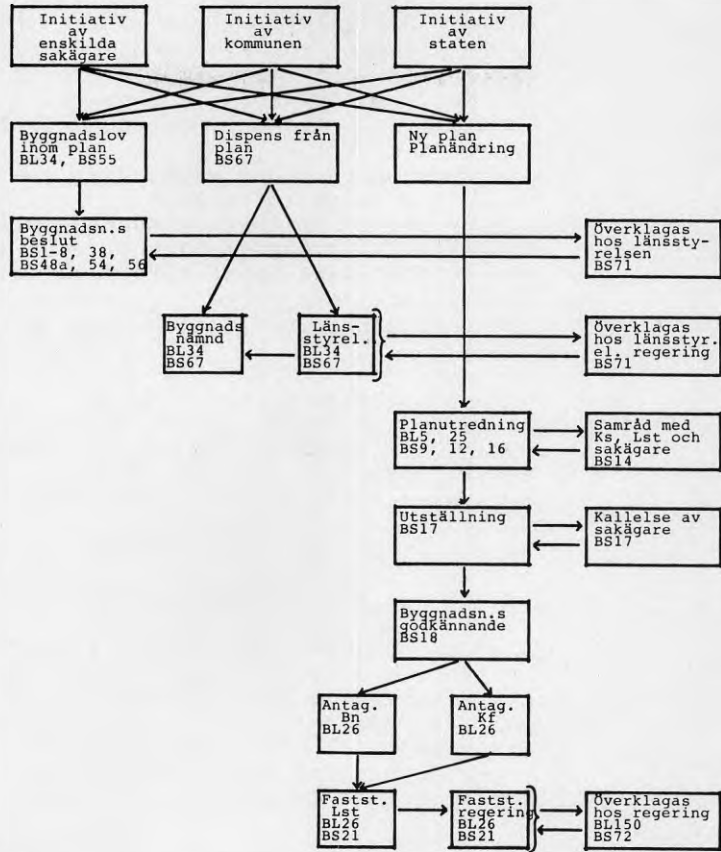 Initiativ
av
enskilda
sakägare
Initiativ
av
kommunen
Initiativ
av
staten
Byggnadslov
inom plan
BL34, BS55
Dispens från
plan
BS67
Ny plan
Planändring
Byggnadsn.s
beslut
BS1-8, 38,
BS48a, 54, 56
Överklagas
hos länssty-
relsen
BS71
Byggnads
nämnd
BL34
BS67
Läns-
styrel..
BL34
BS67
Överklagas
hos länsstyr.
el. regering
BS71
Planutredning
BL5, 25
BS9, 12, 16
Samråd med
Ks, Lst och
sakägare
BS14
Utställning
BS17
Kallelse av
sakägare
BS17
Byggnadsn.s
godkännande
BS18
Antag.
Bn
BL26
Antag.
Kf
BL26
Fastst.
Lst
BL26
BS21
Fastst.
regering
BL26
BS21
Överklagas
hos regering
BL150
BS72